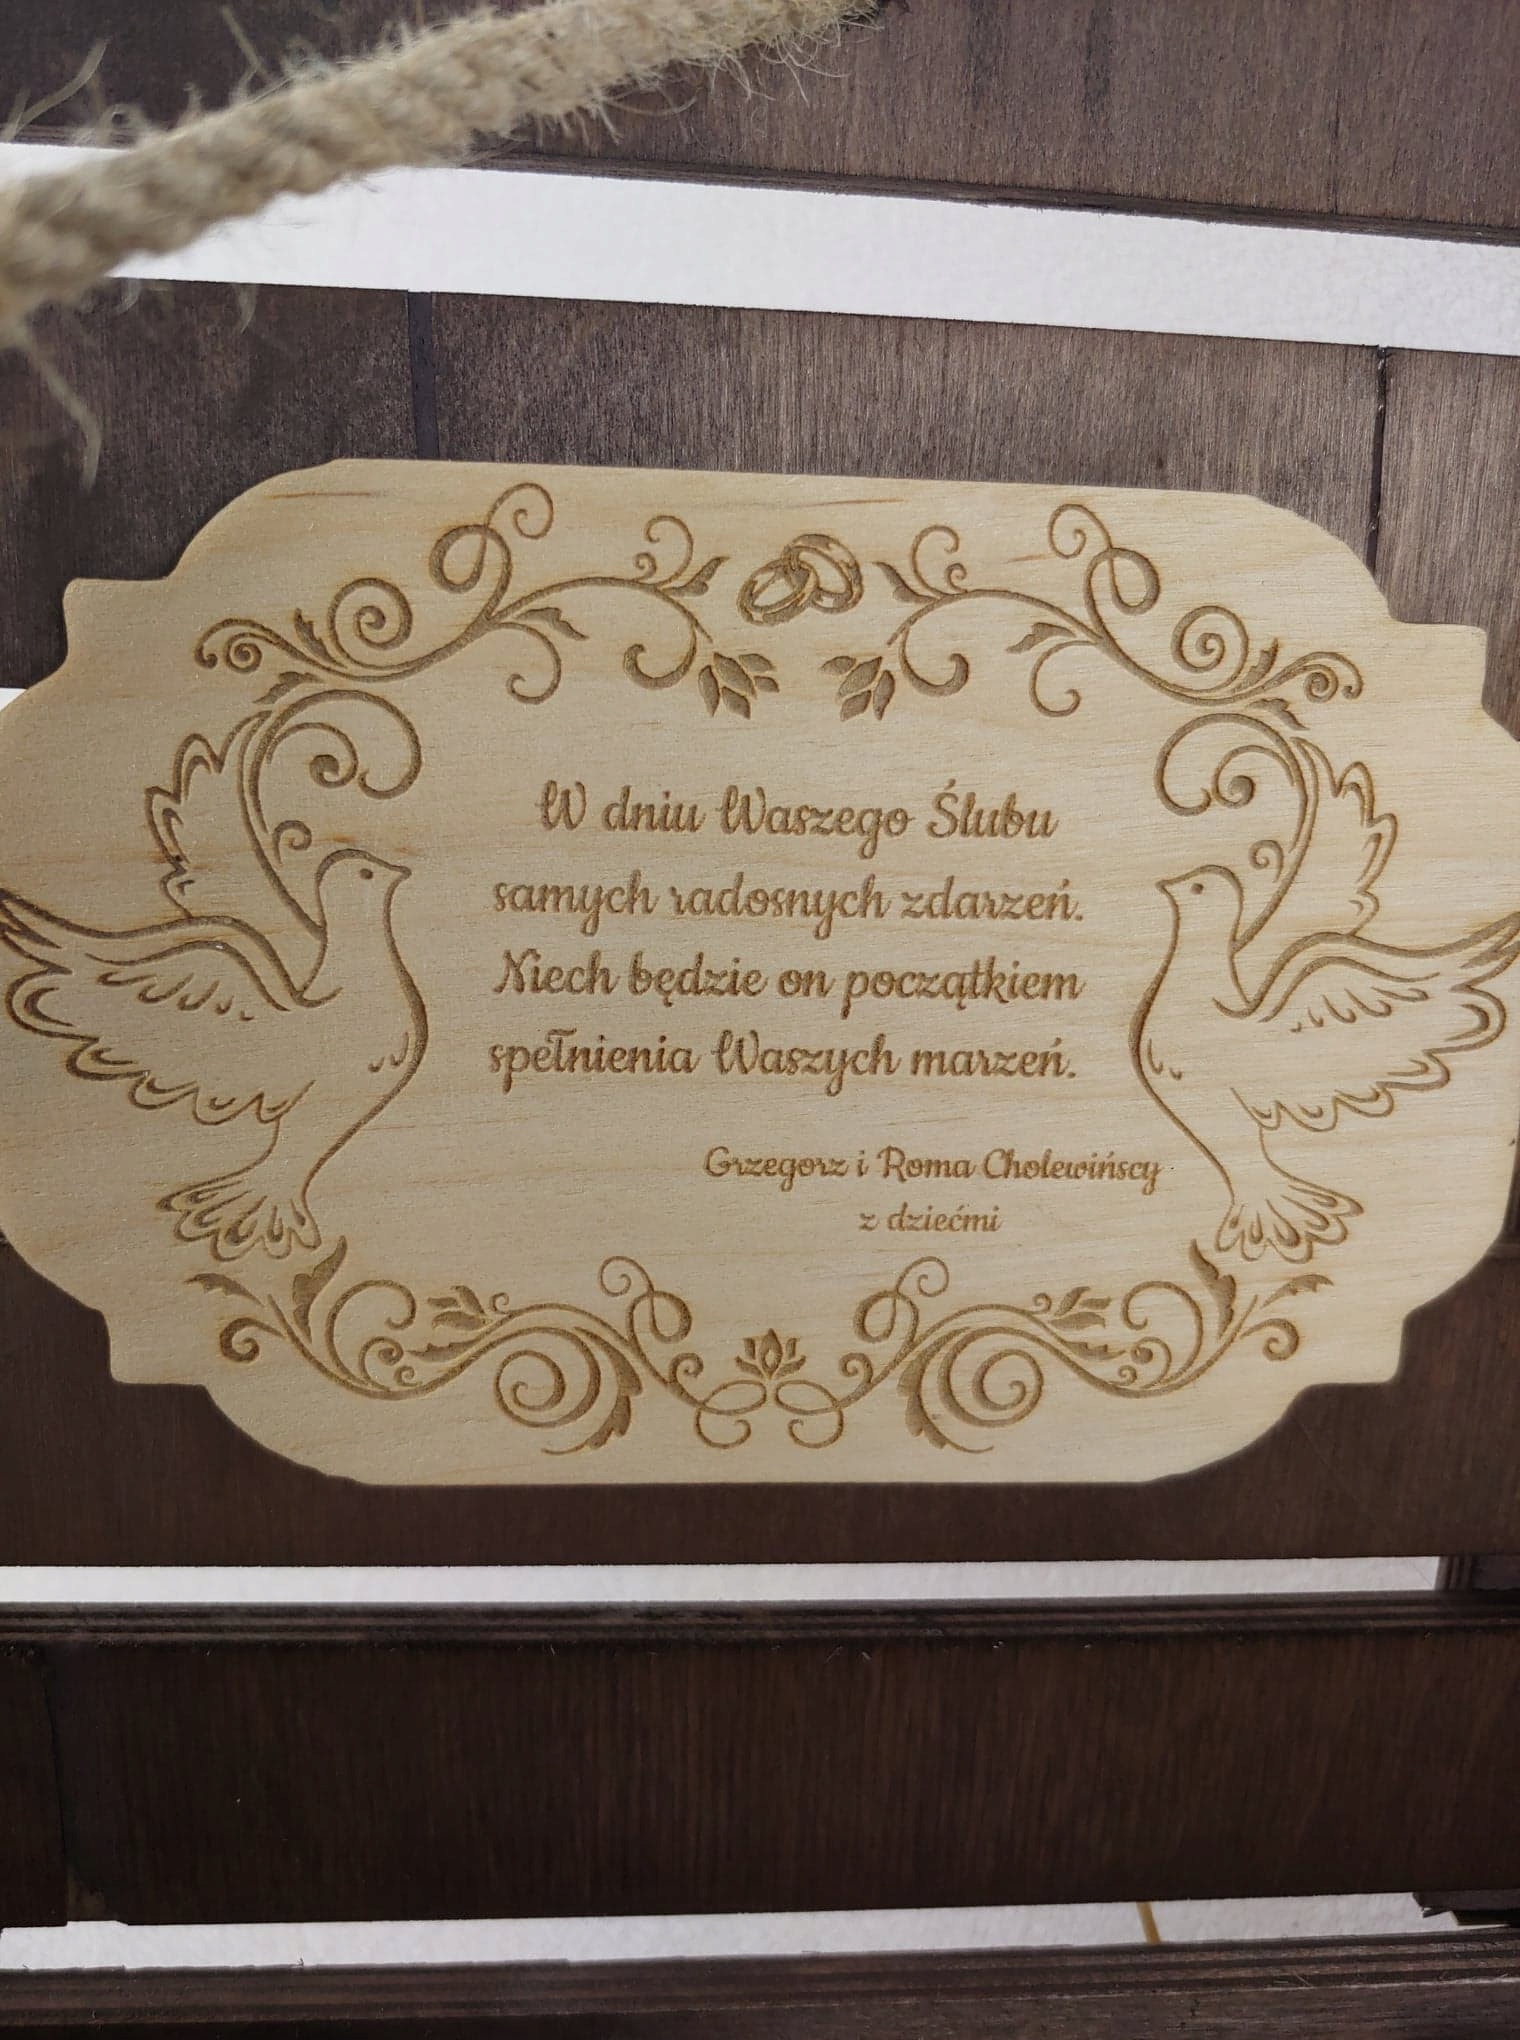 W dniu Waszego Ślubu
samych radosnych zdarzeń.
Niech będzie on początkiem
spełnienia Waszych marzeń.
Grzegorz i Roma Cholewińscy
z dziećmi